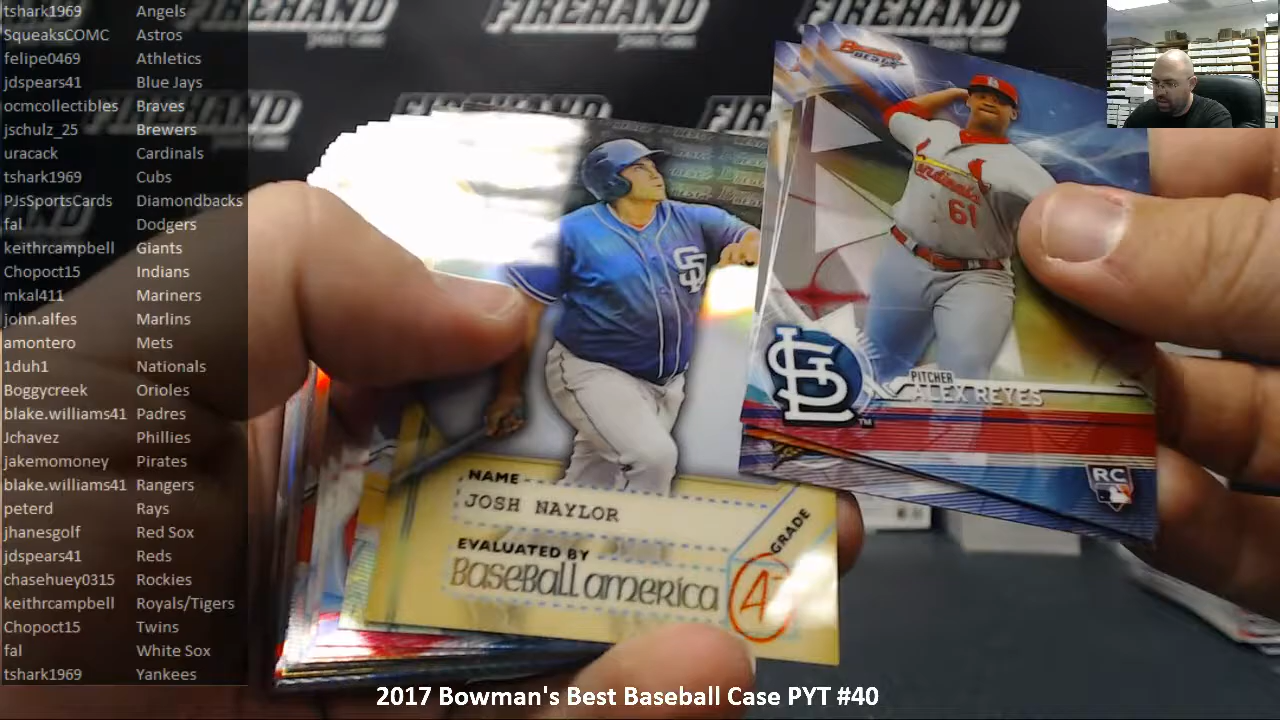 tshark1969 Angels
SqueaksCOMC Astros
felipe0469 Athletics
jdspears41 Blue Jays
ocmcollectibles Braves
jschulz_25 Brewers
uracack Cardinals
tshark1969 Cubs
PJsSportsCards Diamondbacks
fal Dodgers
keithrcampbell Giants
Chopoct15 Indians
mkal411 Mariners
john.alfes Marlins
amontero Mets
1duh1 Nationals
Boggycreek Orioles
blake.williams41 Padres
Jchavez Phillies
jakemomoney Pirates
blake.williams41 Rangers
peterd Rays
jhanesgolf Red Sox
jdspears41 Reds
chasehuey0315 Rockies
keithrcampbell Royals/Tigers
Chopoct15 Twins
fal White Sox
tshark1969 Yankees
FIREHAND
FIREHAND
FIREHAND
Bowman's
BEST
Cardinals
61
STL
PITCHER
ALEX REYES
RC
SD
NAME
JOSH NAYLOR
EVALUATED BY
BaseBall america
GRADE
A
2017 Bowman's Best Baseball Case PYT #40